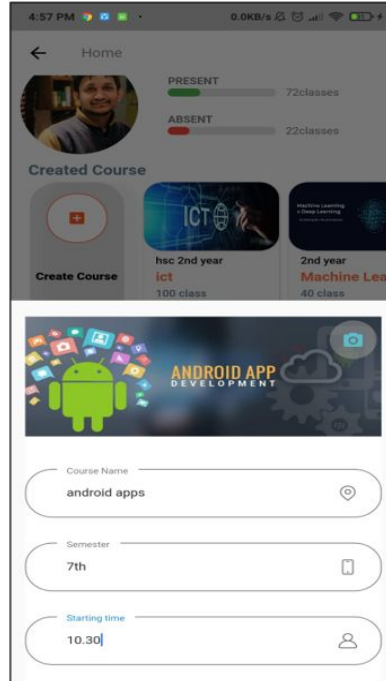 4:57 PM 0.0KB/s
Home
PRESENT
72classes
ABSENT
22classes
Created Course
ICT
Machine Learning
Deep Learning
Create Course
hsc 2nd year
ict
100 class
2nd year
Machine Lea
40 class
ANDROID APP
DEVELOPMENT
Course Name
android apps
Semester
7th
Starting time
10.30